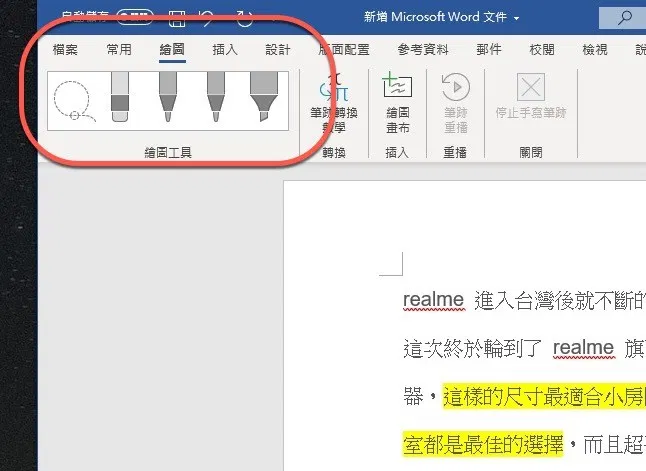 自動儲存
新增 Microsoft Word 文件
檔案 常用 繪圖 插入 設計 版面配置 參考資料 郵件 校閱 檢視 說
筆跡轉換 繪圖 筆跡 停止手寫筆跡
數學 畫布 重播
繪圖工具 轉換 插入 重播 關閉
realme 進入台灣後就不斷的
這次終於輪到了 realme 旗
器，這樣的尺寸最適合小房
室都是最佳的選擇，而且超